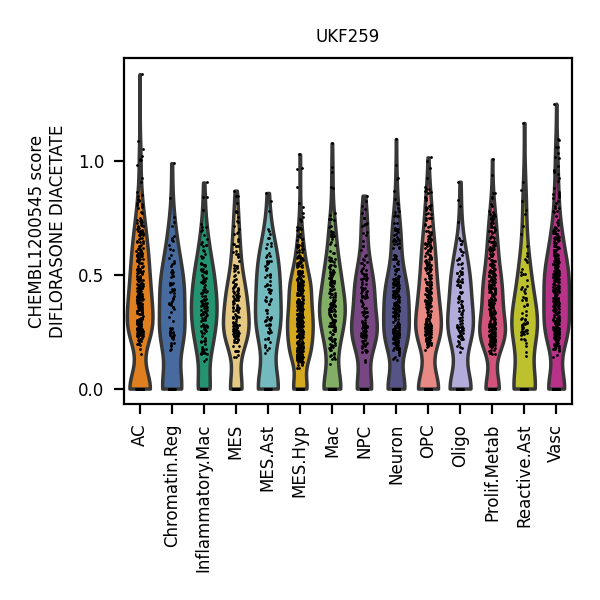 UKF259
CHEMBL1200545 score
DIFLORASONE DIACETATE
1.0
0.5
0.0
AC
Chromatin.Reg
Inflammatory.Mac
MES
MES.Ast
MES.Hyp
Mac
NPC
Neuron
OPC
Oligo
Prolif.Metab
Reactive.Ast
Vasc